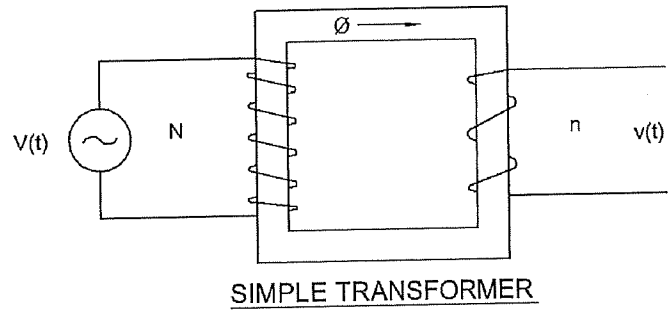 Ø
V(t) N n v(t)
SIMPLE TRANSFORMER